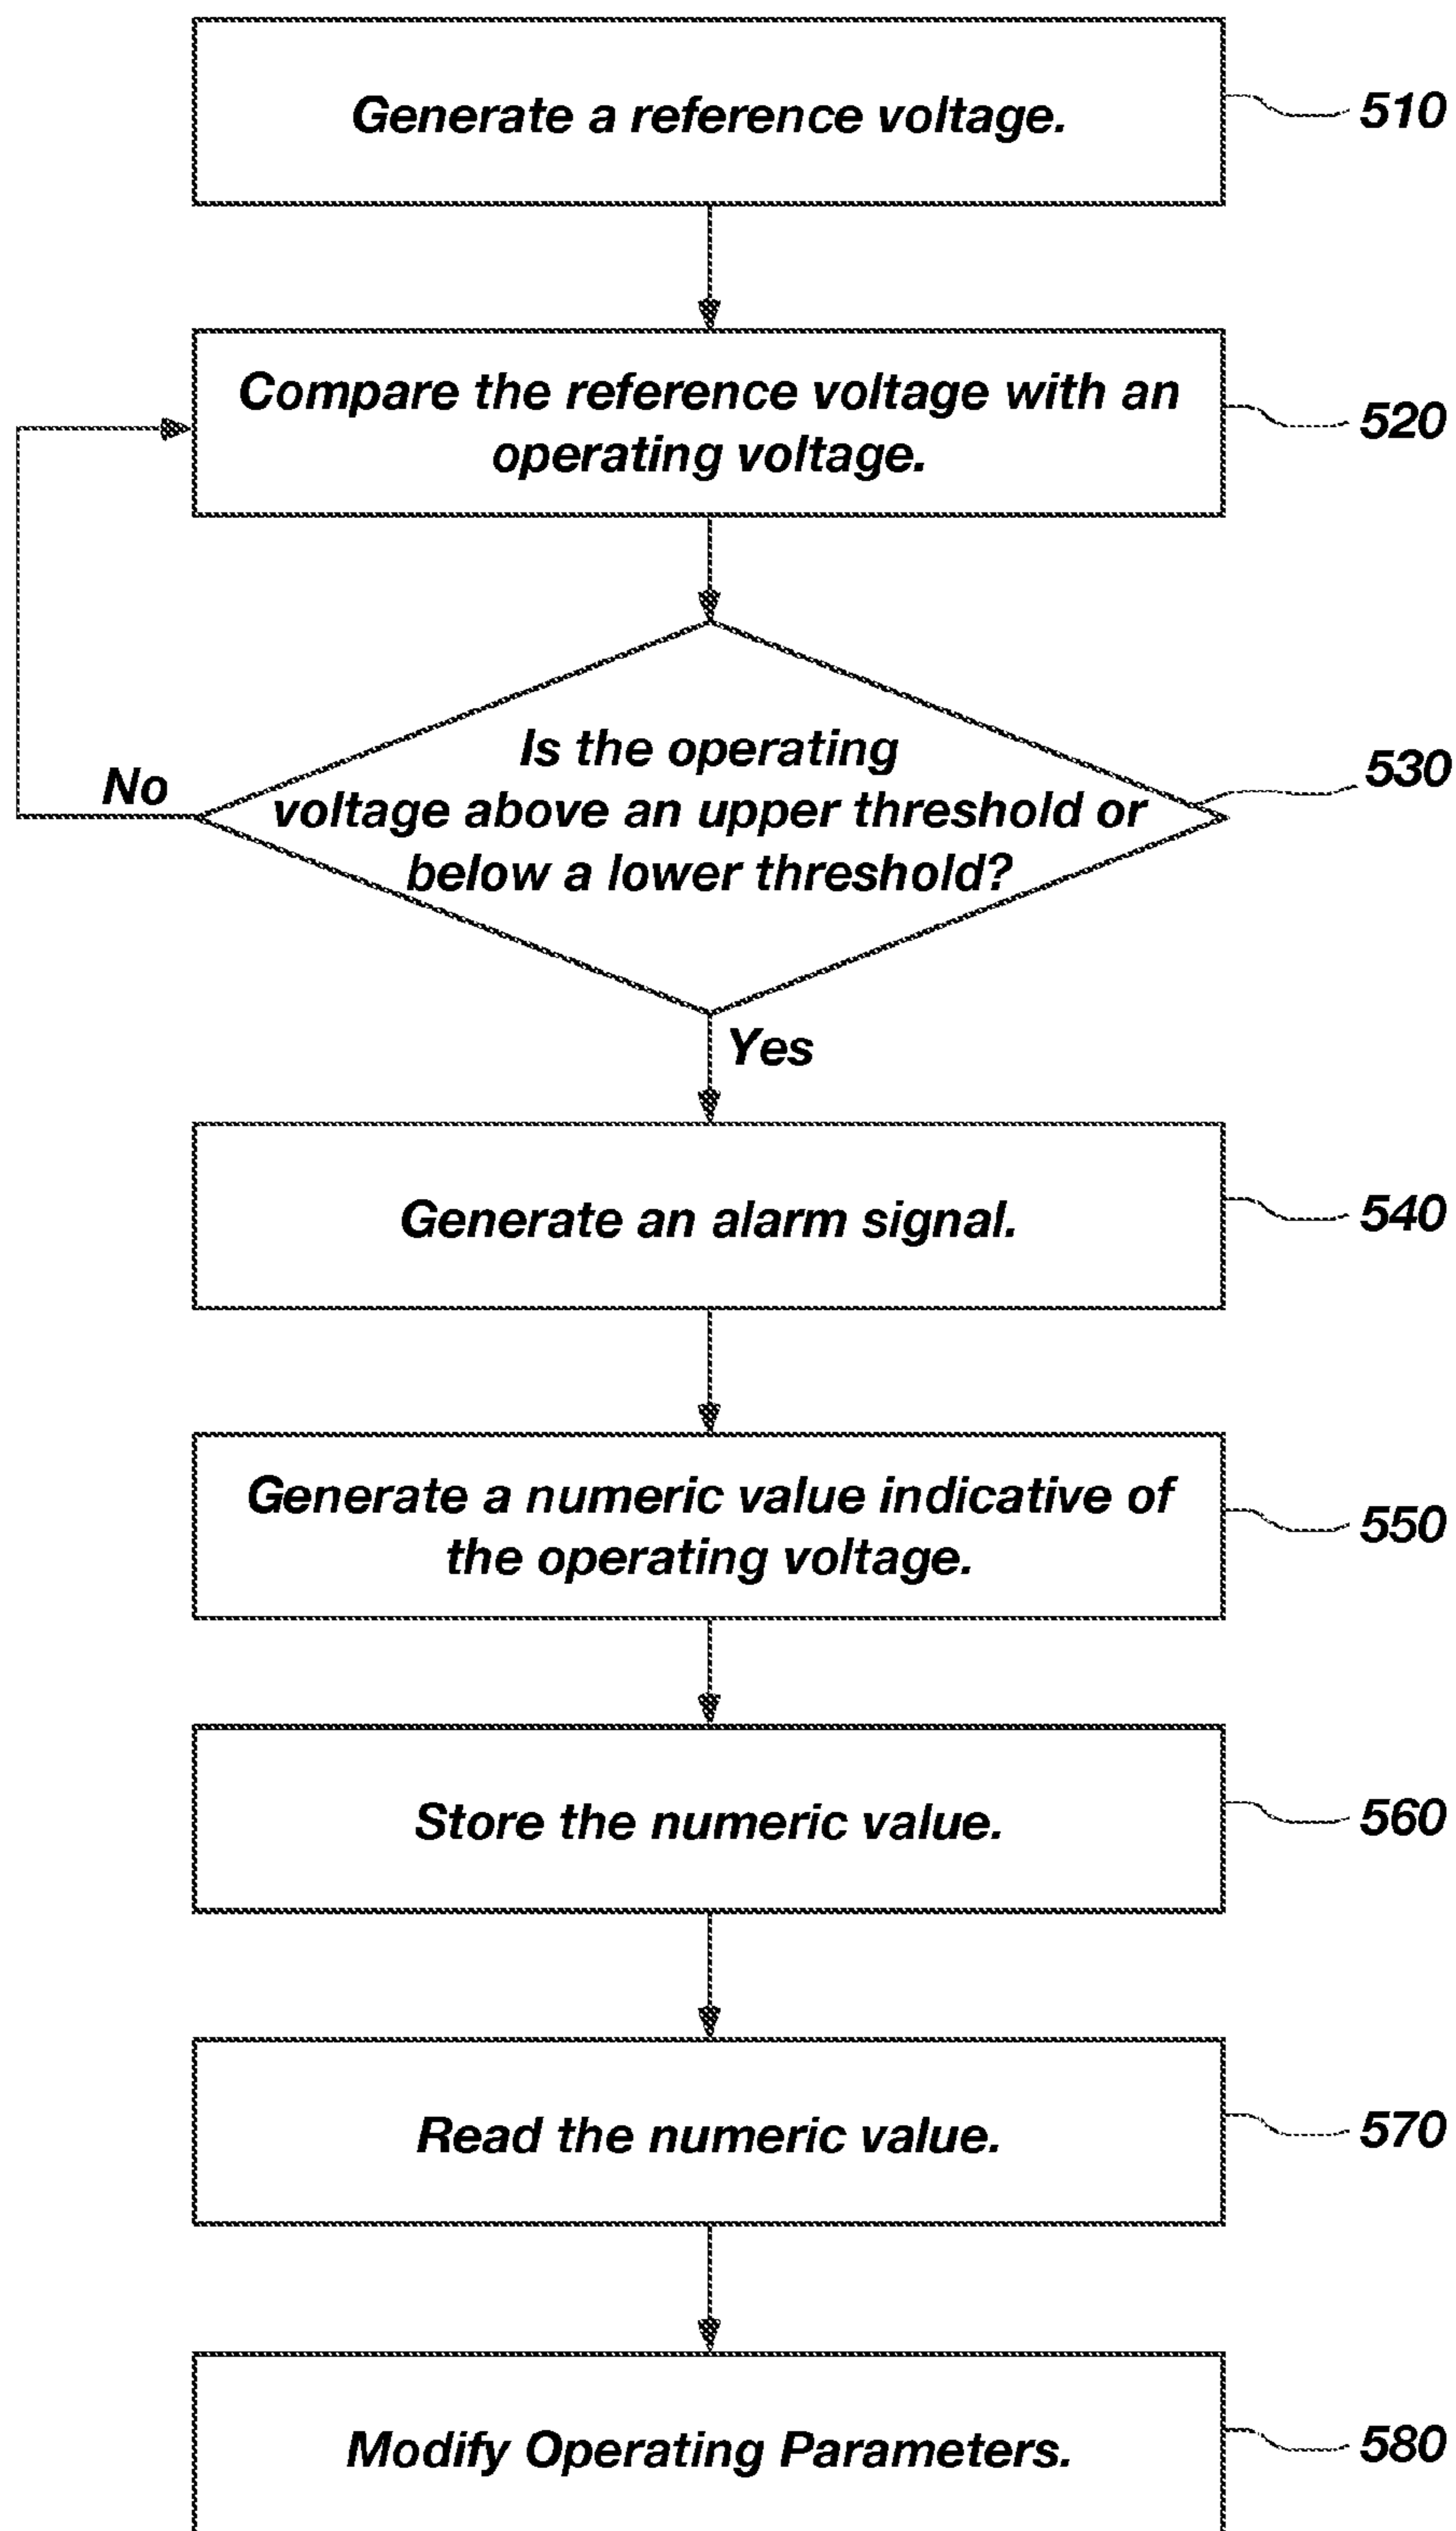 Generate a reference voltage.
510
Compare the reference voltage with an
operating voltage.
520
Is the operating
voltage above an upper threshold or
below a lower threshold?
530
No
Yes
Generate an alarm signal.
540
Generate a numeric value indicative of
the operating voltage.
550
Store the numeric value.
560
Read the numeric value.
570
Modify Operating Parameters.
580